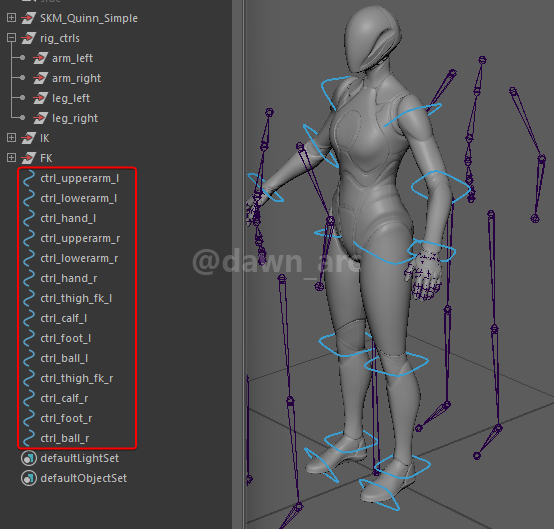 SKM_Quinn_Simple
rig_ctrls
arm_left
arm_right
leg_left
leg_right
IK
FK
ctrl_upperarm_l
ctrl_lowerarm_l
ctrl_hand_l
ctrl_upperarm_r
ctrl_lowerarm_r
ctrl_hand_r
ctrl_thigh_fk_l
ctrl_calf_l
ctrl_foot_l
ctrl_ball_l
ctrl_thigh_fk_r
ctrl_calf_r
ctrl_foot_r
ctrl_ball_r
defaultLightSet
defaultObjectSet
@dawn_arc